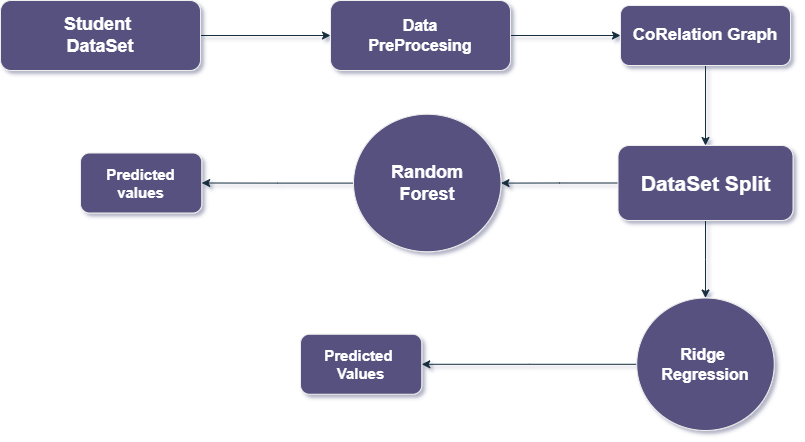 Student
DataSet
Data
PreProcesing
CoRelation Graph
Predicted
values
Random
Forest
DataSet Split
Predicted
Values
Ridge
Regression